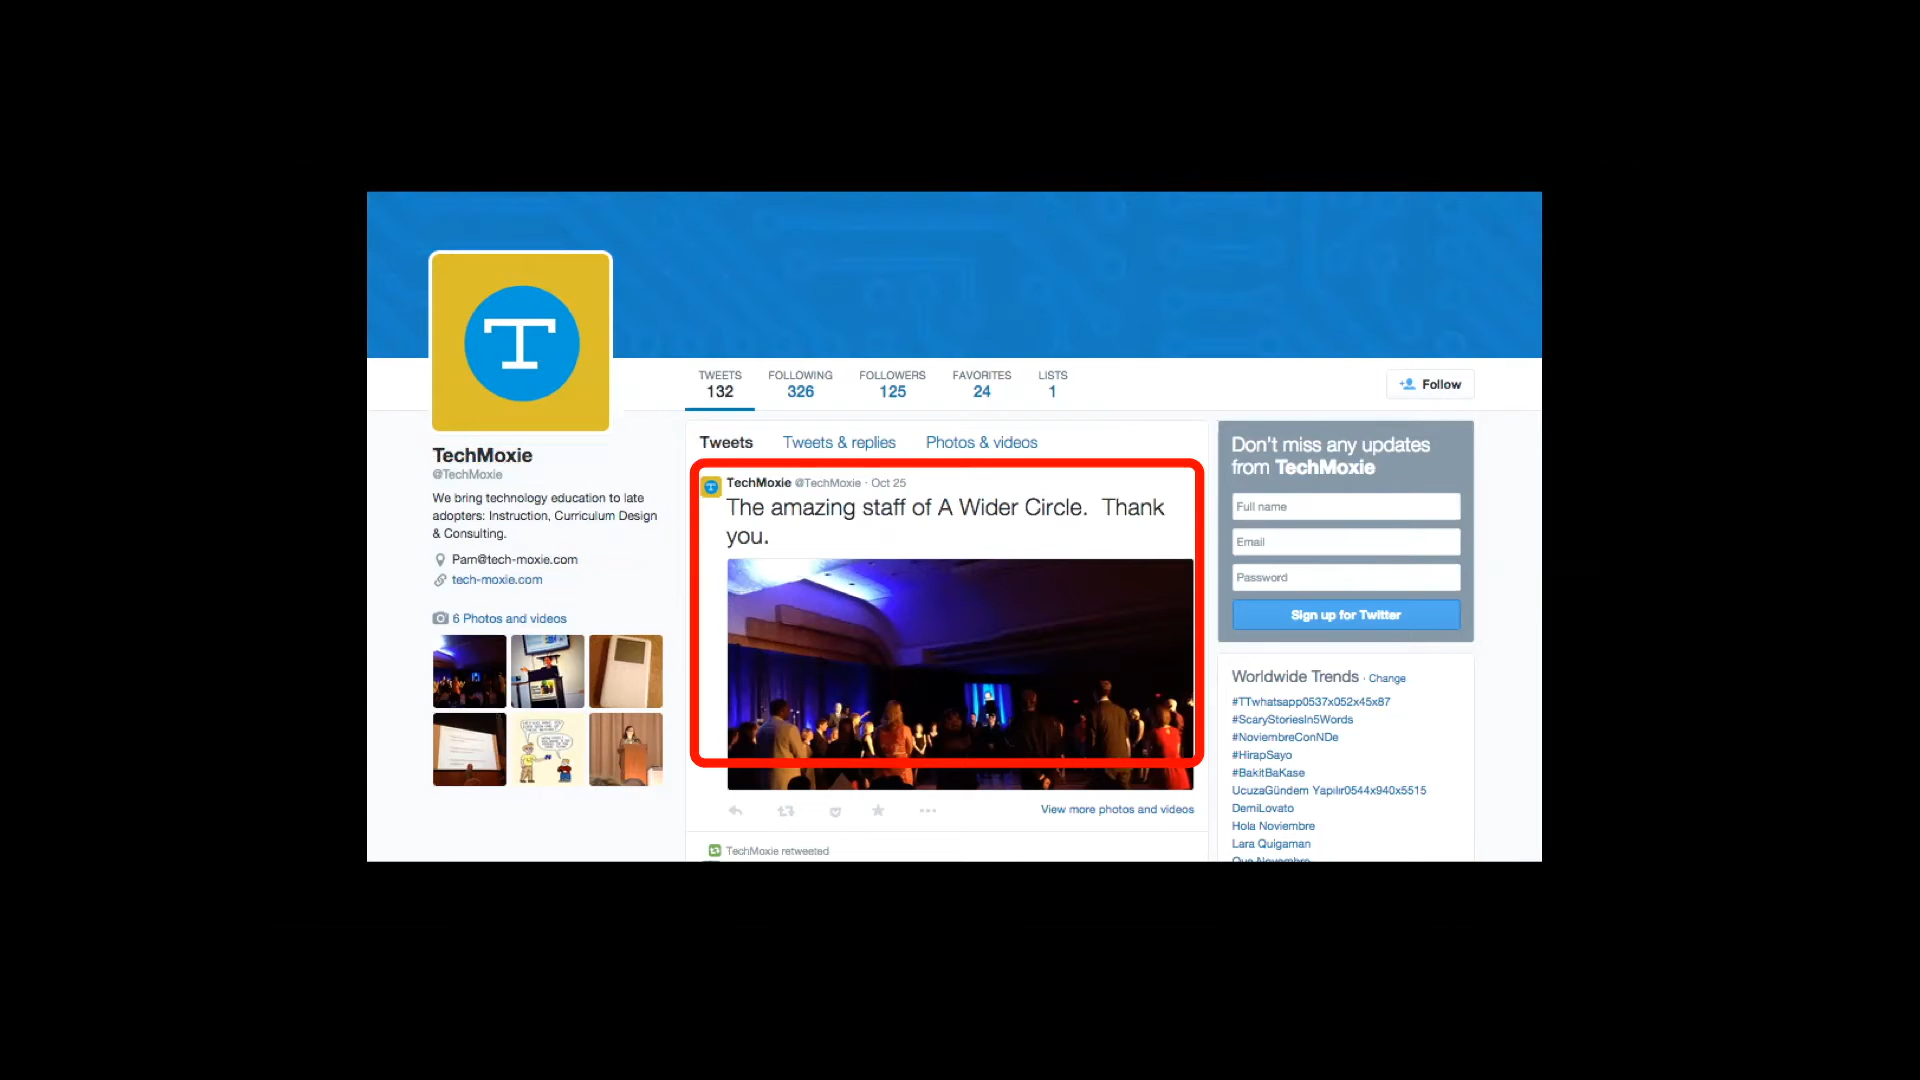 T
TWEETS
132
FOLLOWING
326
FOLLOWERS
125
FAVORITES
24
LISTS
1
Follow
TechMoxie
@TechMoxie
We bring technology education to late
adopters: Instruction, Curriculum Design
& Consulting.
Pam@tech-moxie.com
tech-moxie.com
6 Photos and videos
Tweets Tweets & replies Photos & videos
TechMoxie @TechMoxie · Oct 25
The amazing staff of A Wider Circle. Thank
you.
View more photos and videos
TechMoxie retweeted
Don't miss any updates
from TechMoxie
Full name
Email
Password
Sign up for Twitter
Worldwide Trends · Change
#TTwhatsapp0537x052x45x87
#ScaryStoriesIn5Words
#NoviembreConNDe
#HirapSayo
#BakitBaKase
UcuzaGündem Yapılır0544x940x5515
DemiLovato
Hola Noviembre
Lara Quigaman
Que Noviembre